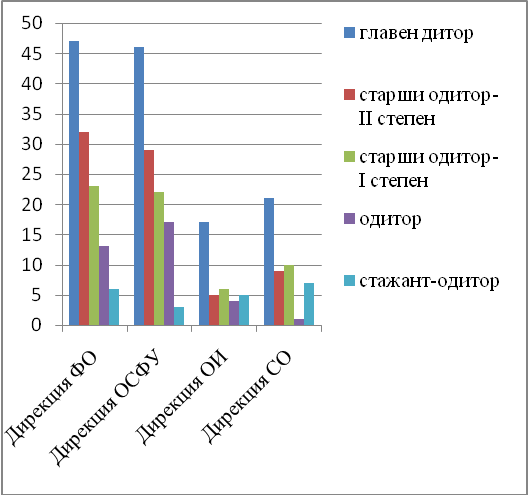 50
45
40
35
30
25
20
15
10
5
0
Дирекция ФО
Дирекция ОСФУ
Дирекция ОИ
Дирекция СО
главен дитор
старши одитор-
II степен
старши одитор-
I степен
одитор
стажант-одитор